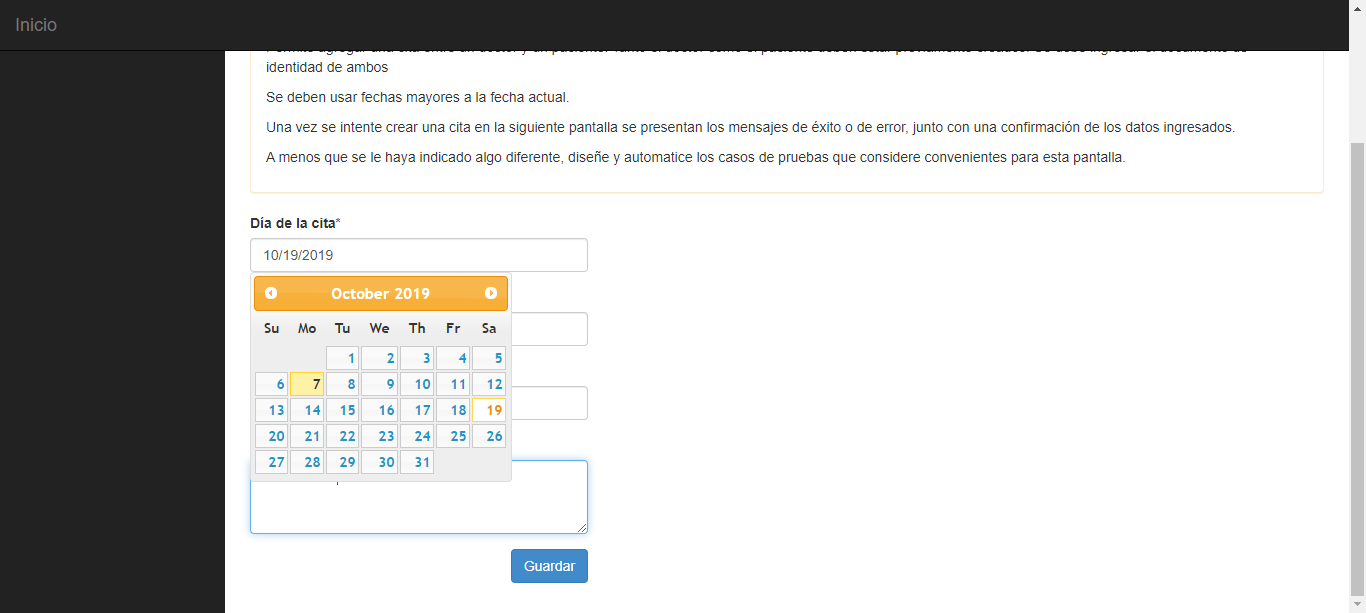 Inicio
identidad de ambos
Se deben usar fechas mayores a la fecha actual.
Una vez se intente crear una cita en la siguiente pantalla se presentan los mensajes de éxito o de error, junto con una confirmación de los datos ingresados.
A menos que se le haya indicado algo diferente, diseñe y automatice los casos de pruebas que considere convenientes para esta pantalla.
Día de la cita*
10/19/2019
October 2019
Su Mo Tu We Th Fr Sa
1 2 3 4 5
6 7 8 9 10 11 12
13 14 15 16 17 18 19
20 21 22 23 24 25 26
27 28 29 30 31
Guardar